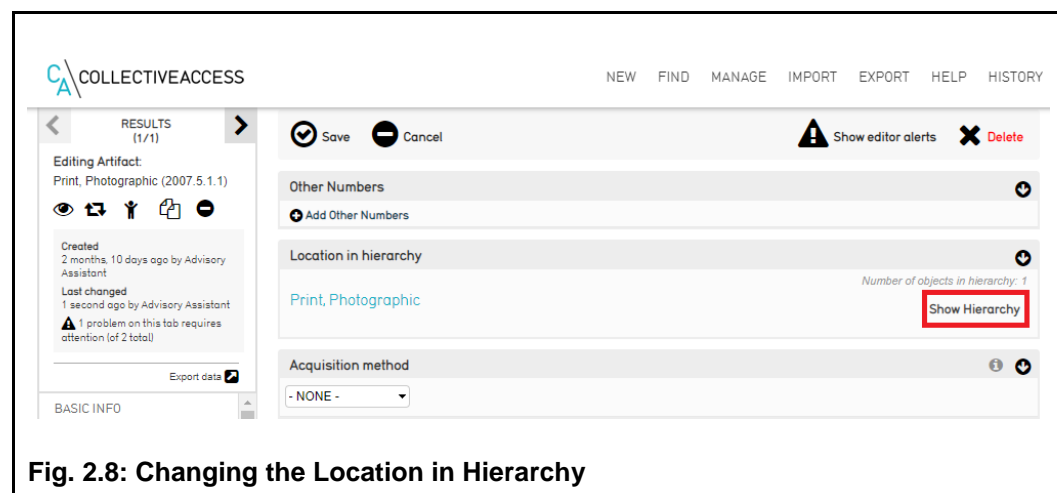 CA COLLECTIVEACCESS
NEW FIND MANAGE IMPORT EXPORT HELP HISTORY
RESULTS
(1/1)
Editing Artifact:
Print, Photographic (2007.5.1.1)
Created
2 months, 10 days ago by Advisory
Assistant
Last changed
1 second ago by Advisory Assistant
1 problem on this tab requires
attention (of 2 total)
Export data
BASIC INFO
Save Cancel Show editor alerts Delete
Other Numbers
Add Other Numbers
Location in hierarchy
Number of objects in hierarchy: 1
Print, Photographic
Show Hierarchy
Acquisition method
- NONE -
Fig. 2.8: Changing the Location in Hierarchy